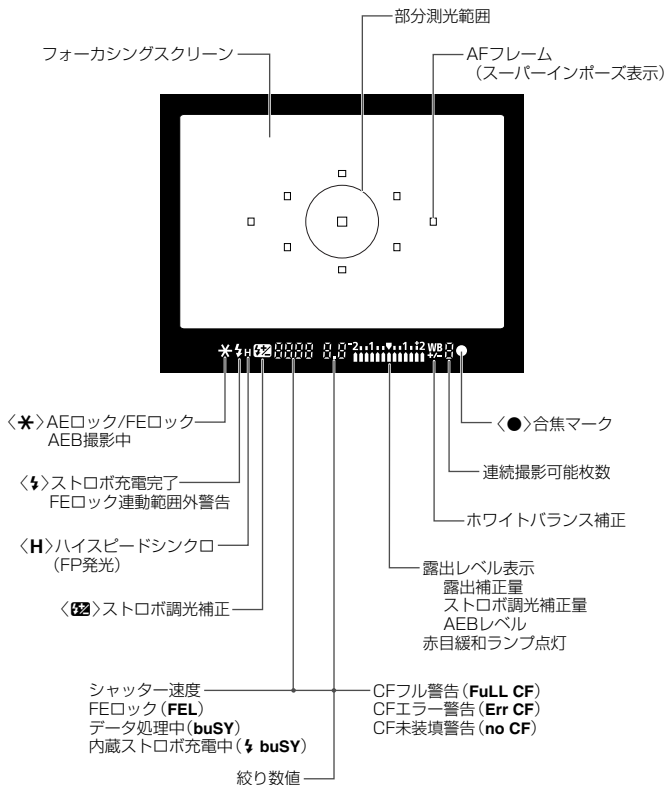 部分測光範囲
フォーカシングスクリーン
AFフレーム
(スーパーインポーズ表示)
-2..1..▼..1..+2 WB
+/-
H
〈✱〉AEロック/FEロック
AEB撮影中
〈●〉合焦マーク
〈⚡〉ストロボ充電完了
FEロック連動範囲外警告
連続撮影可能枚数
ホワイトバランス補正
〈H〉ハイスピードシンクロ
(FP発光)
露出レベル表示
露出補正量
ストロボ調光補正量
AEBレベル
赤目緩和ランプ点灯
〈⚡±〉ストロボ調光補正
シャッター速度
FEロック(FEL)
データ処理中(buSY)
内蔵ストロボ充電中(⚡ buSY)
CFフル警告(FuLL CF)
CFエラー警告(Err CF)
CF未装填警告(no CF)
絞り数値